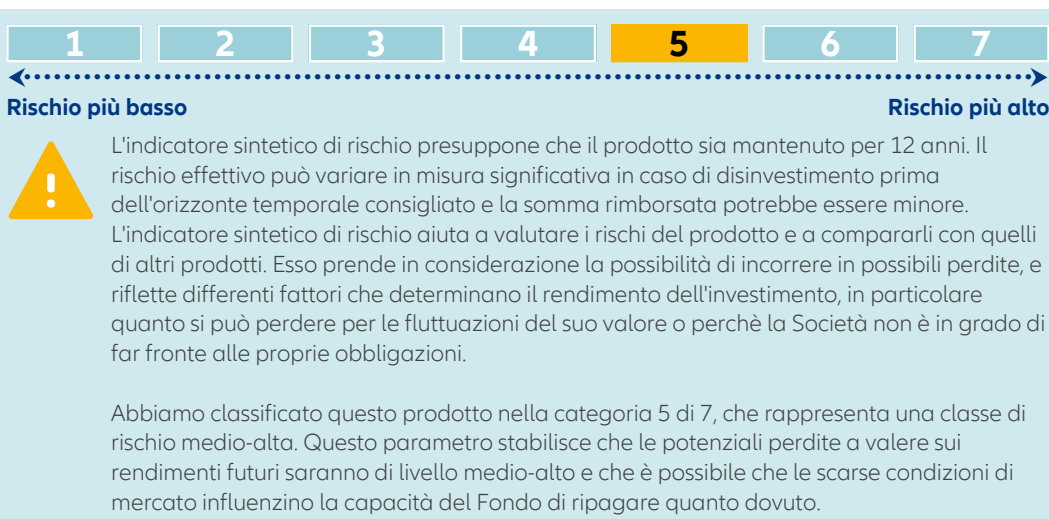 1 2 3 4 5 6 7
Rischio più basso Rischio più alto
L'indicatore sintetico di rischio presuppone che il prodotto sia mantenuto per 12 anni. Il
rischio effettivo può variare in misura significativa in caso di disinvestimento prima
dell'orizzonte temporale consigliato e la somma rimborsata potrebbe essere minore.
L'indicatore sintetico di rischio aiuta a valutare i rischi del prodotto e a compararli con quelli
di altri prodotti. Esso prende in considerazione la possibilità di incorrere in possibili perdite, e
riflette differenti fattori che determinano il rendimento dell'investimento, in particolare
quanto si può perdere per le fluttuazioni del suo valore o perchè la Società non è in grado di
far fronte alle proprie obbligazioni.
Abbiamo classificato questo prodotto nella categoria 5 di 7, che rappresenta una classe di
rischio medio-alta. Questo parametro stabilisce che le potenziali perdite a valere sui
rendimenti futuri saranno di livello medio-alto e che è possibile che le scarse condizioni di
mercato influenzino la capacità del Fondo di ripagare quanto dovuto.